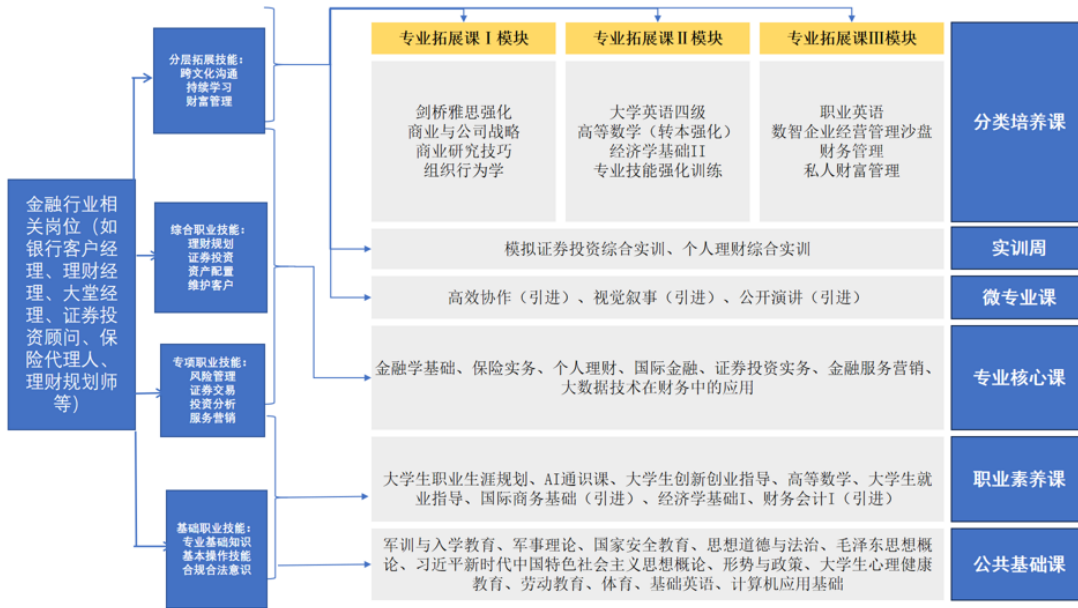 金融行业相
关岗位（如
银行客户经
理、理财经
理、大堂经
理、证券投
资顾问、保
险代理人、
理财规划师
等）
分层拓展技能：
跨文化沟通
持续学习
财富管理
综合职业技能：
理财规划
证券投资
资产配置
维护客户
专项职业技能：
风险管理
证券交易
投资分析
服务营销
基础职业技能：
专业基础知识
基本操作技能
合规合法意识
专业拓展课Ⅰ模块
专业拓展课Ⅱ模块
专业拓展课Ⅲ模块
剑桥雅思强化
商业与公司战略
商业研究技巧
组织行为学
大学英语四级
高等数学（转本强化）
经济学基础II
专业技能强化训练
职业英语
数智企业经营管理沙盘
财务管理
私人财富管理
分类培养课
模拟证券投资综合实训、个人理财综合实训
实训周
高效协作（引进）、视觉叙事（引进）、公开演讲（引进）
微专业课
金融学基础、保险实务、个人理财、国际金融、证券投资实务、金融服务营销、
大数据技术在财务中的应用
专业核心课
大学生职业生涯规划、AI通识课、大学生创新创业指导、高等数学、大学生就
业指导、国际商务基础（引进）、经济学基础I、财务会计I（引进）
职业素养课
军训与入学教育、军事理论、国家安全教育、思想道德与法治、毛泽东思想概
论、习近平新时代中国特色社会主义思想概论、形势与政策、大学生心理健康
教育、劳动教育、体育、基础英语、计算机应用基础
公共基础课